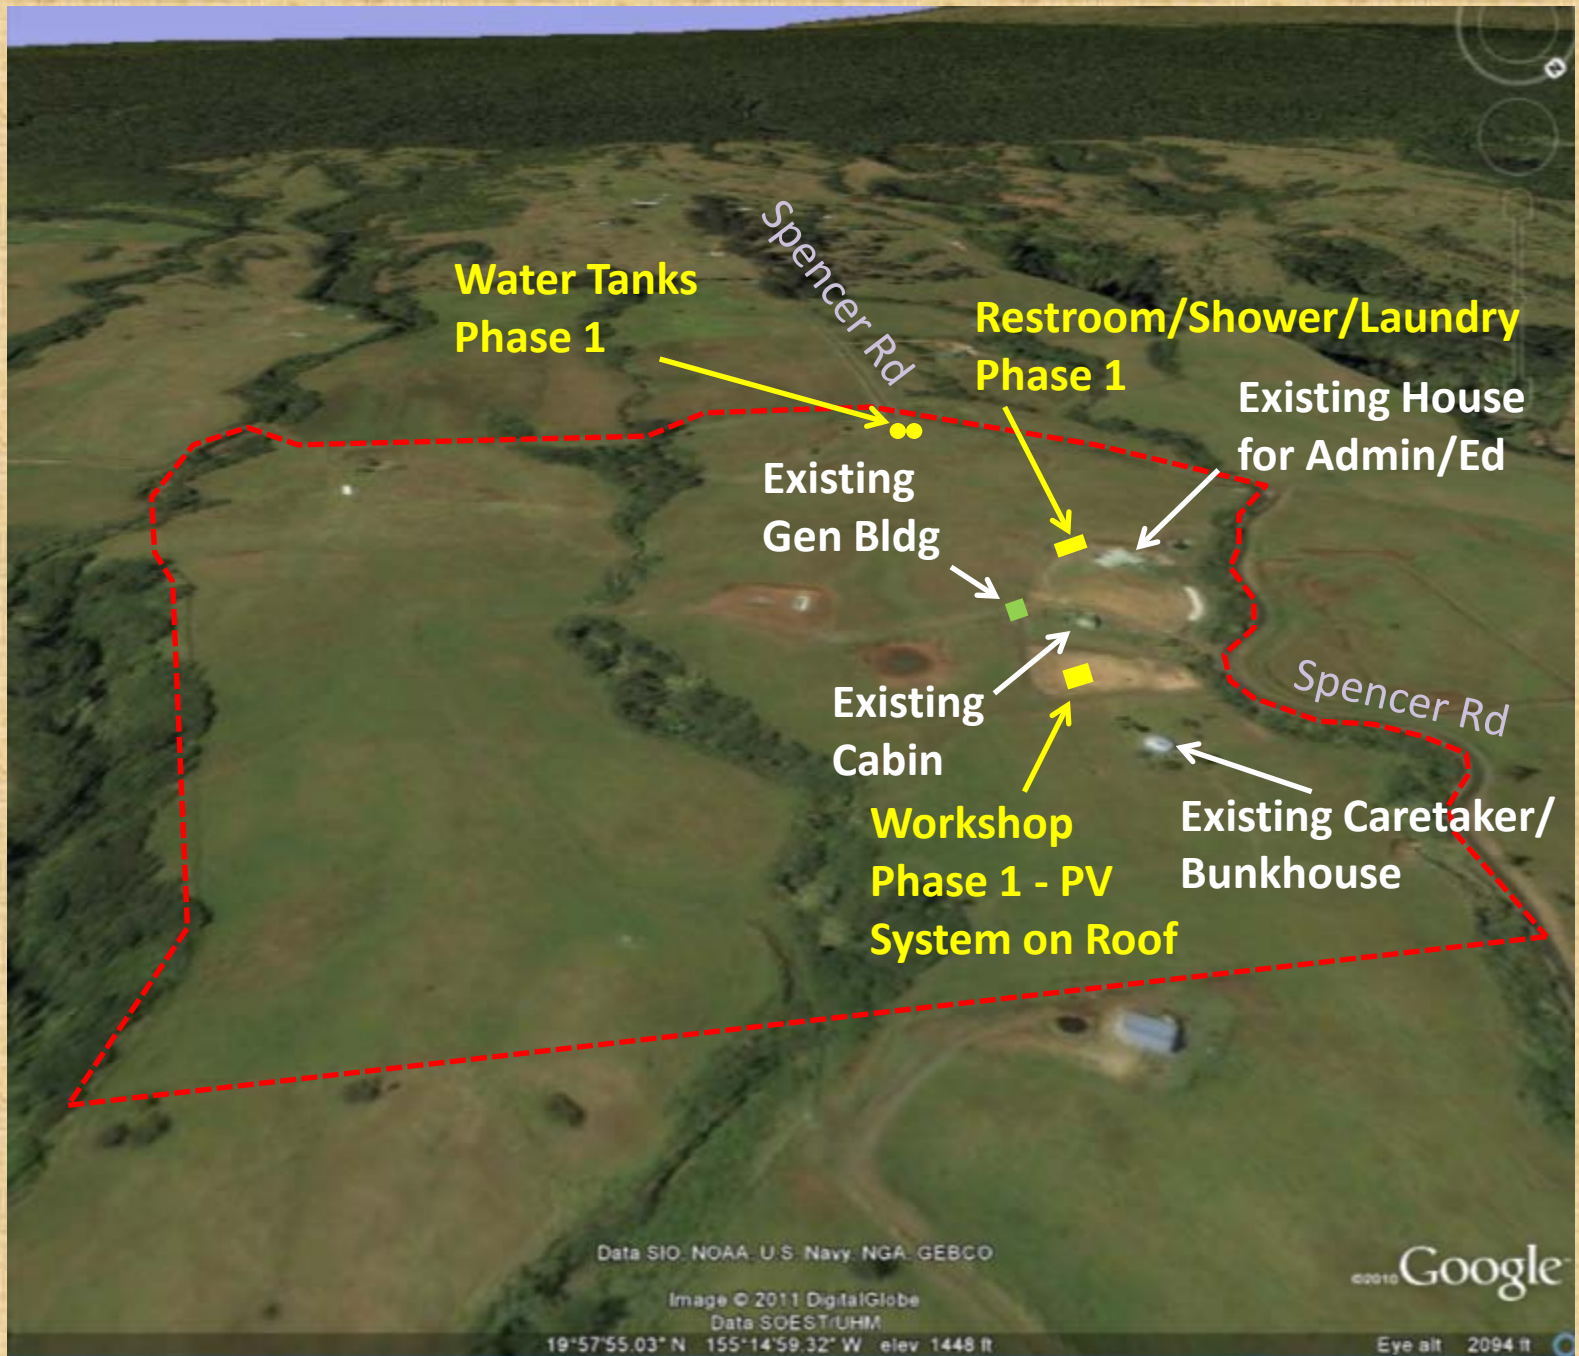 Spencer Rd
Water Tanks
Phase 1
Restroom/Shower/Laundry
Phase 1
Existing House
for Admin/Ed
Existing
Gen Bldg
Existing
Cabin
Spencer Rd
Workshop
Phase 1 - PV
System on Roof
Existing Caretaker/
Bunkhouse
Data SIO, NOAA, U.S. Navy, NGA, GEBCO
©2010 Google
Image © 2011 DigitalGlobe
Data SOEST/UHM
19°57'55.03" N 155°14'59.32" W elev 1448 ft
Eye alt 2094 ft